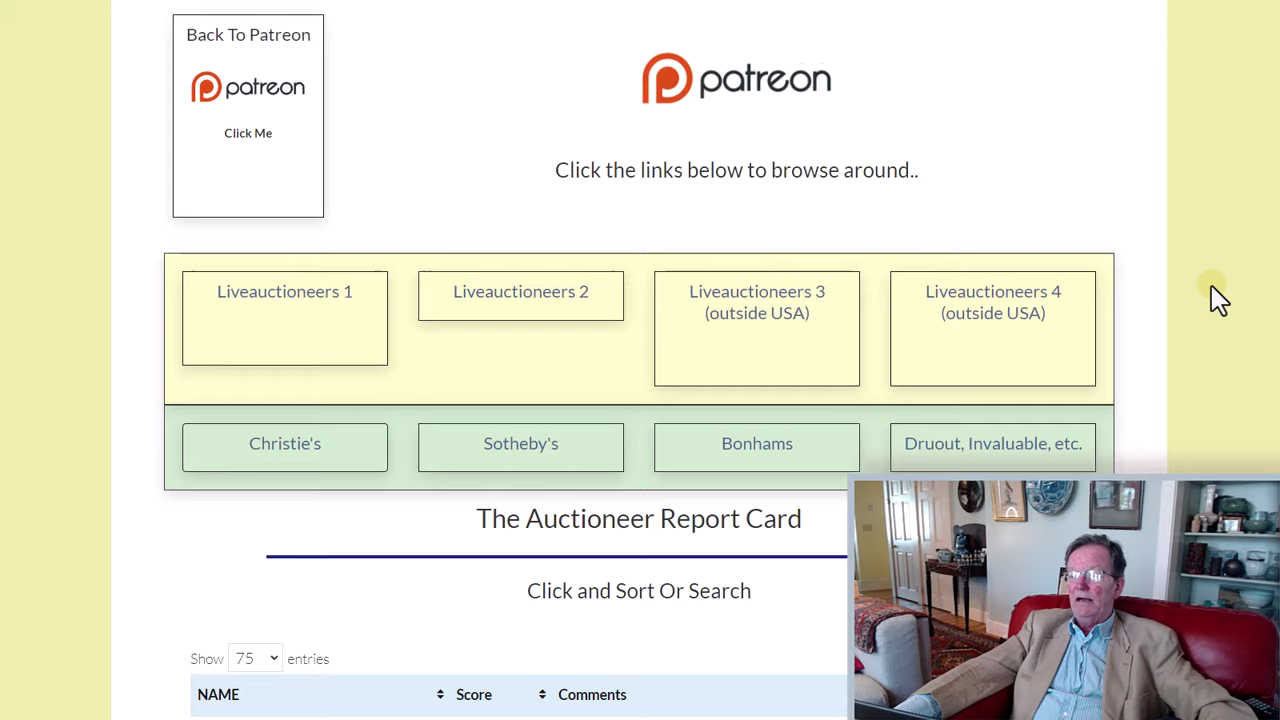 Back To Patreon
patreon
Click Me
patreon
Click the links below to browse around..
Liveauctioneers 1
Liveauctioneers 2
Liveauctioneers 3
(outside USA)
Liveauctioneers 4
(outside USA)
Christie's
Sotheby's
Bonhams
Druout, Invaluable, etc.
The Auctioneer Report Card
Click and Sort Or Search
Show 75 entries
NAME Score Comments